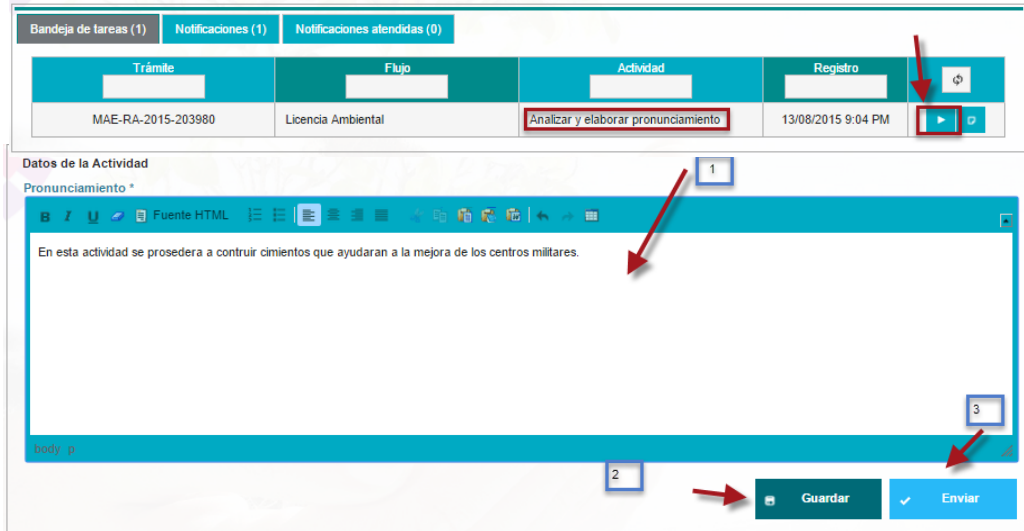 Bandeja de tareas (1) Notificaciones (1) Notificaciones atendidas (0)
Trámite Flujo Actividad Registro
MAE-RA-2015-203980 Licencia Ambiental Analizar y elaborar pronunciamiento 13/08/2015 9:04 PM
Datos de la Actividad
1
Pronunciamiento *
B I U Fuente HTML
En esta actividad se prosedera a contruir cimientos que ayudaran a la mejora de los centros militares.
3
body p
2
Guardar Enviar